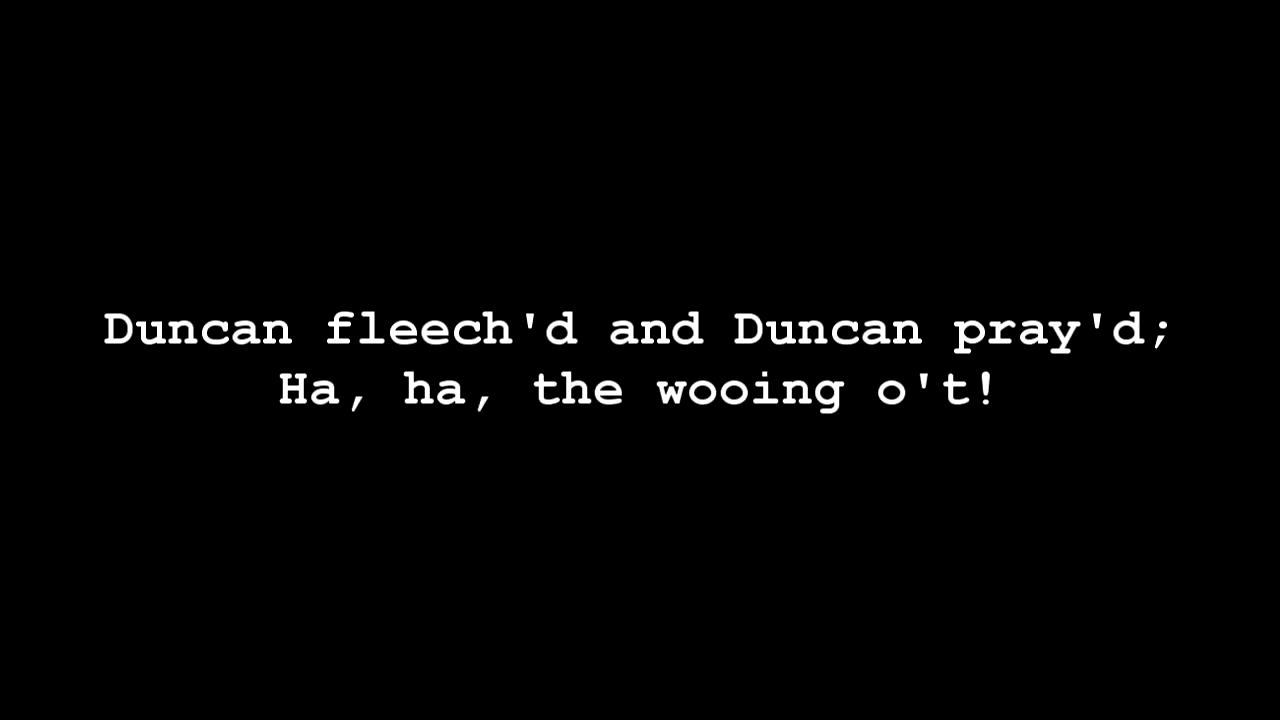 Duncan fleech'd and Duncan pray'd;
Ha, ha, the wooing o't!